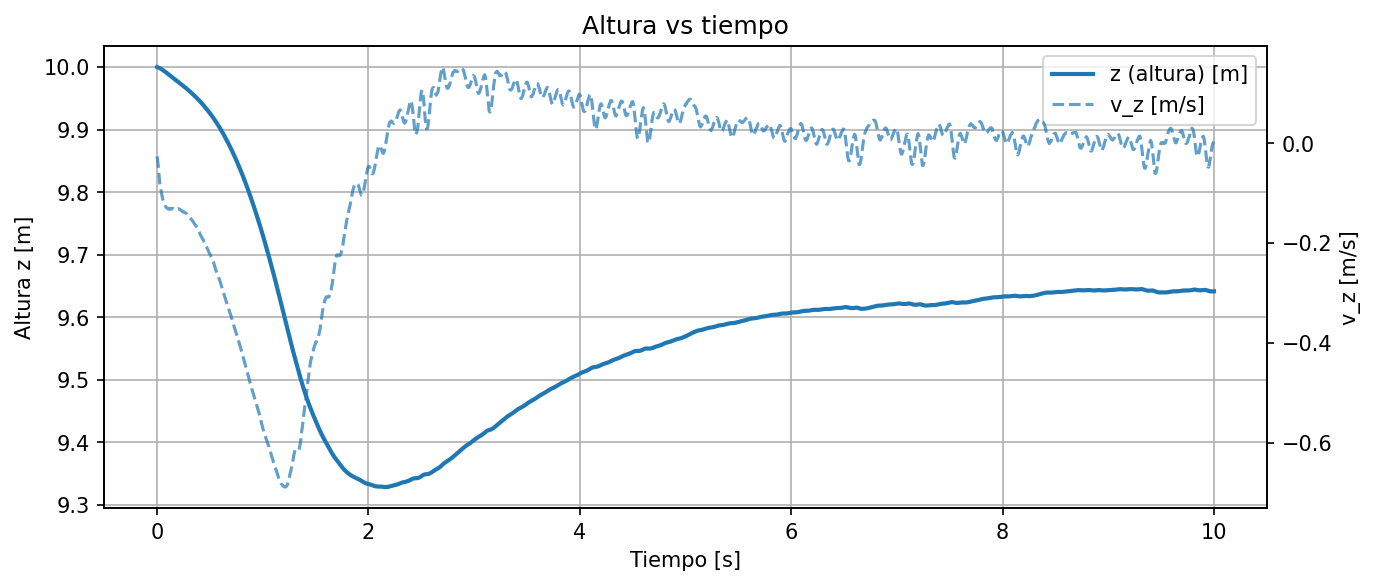 Altura vs tiempo
z (altura) [m]
v_z [m/s]
Altura z [m]
10.0
9.9
9.8
9.7
9.6
9.5
9.4
9.3
0.0
−0.2
−0.4
−0.6
v_z [m/s]
0 2 4 6 8 10
Tiempo [s]